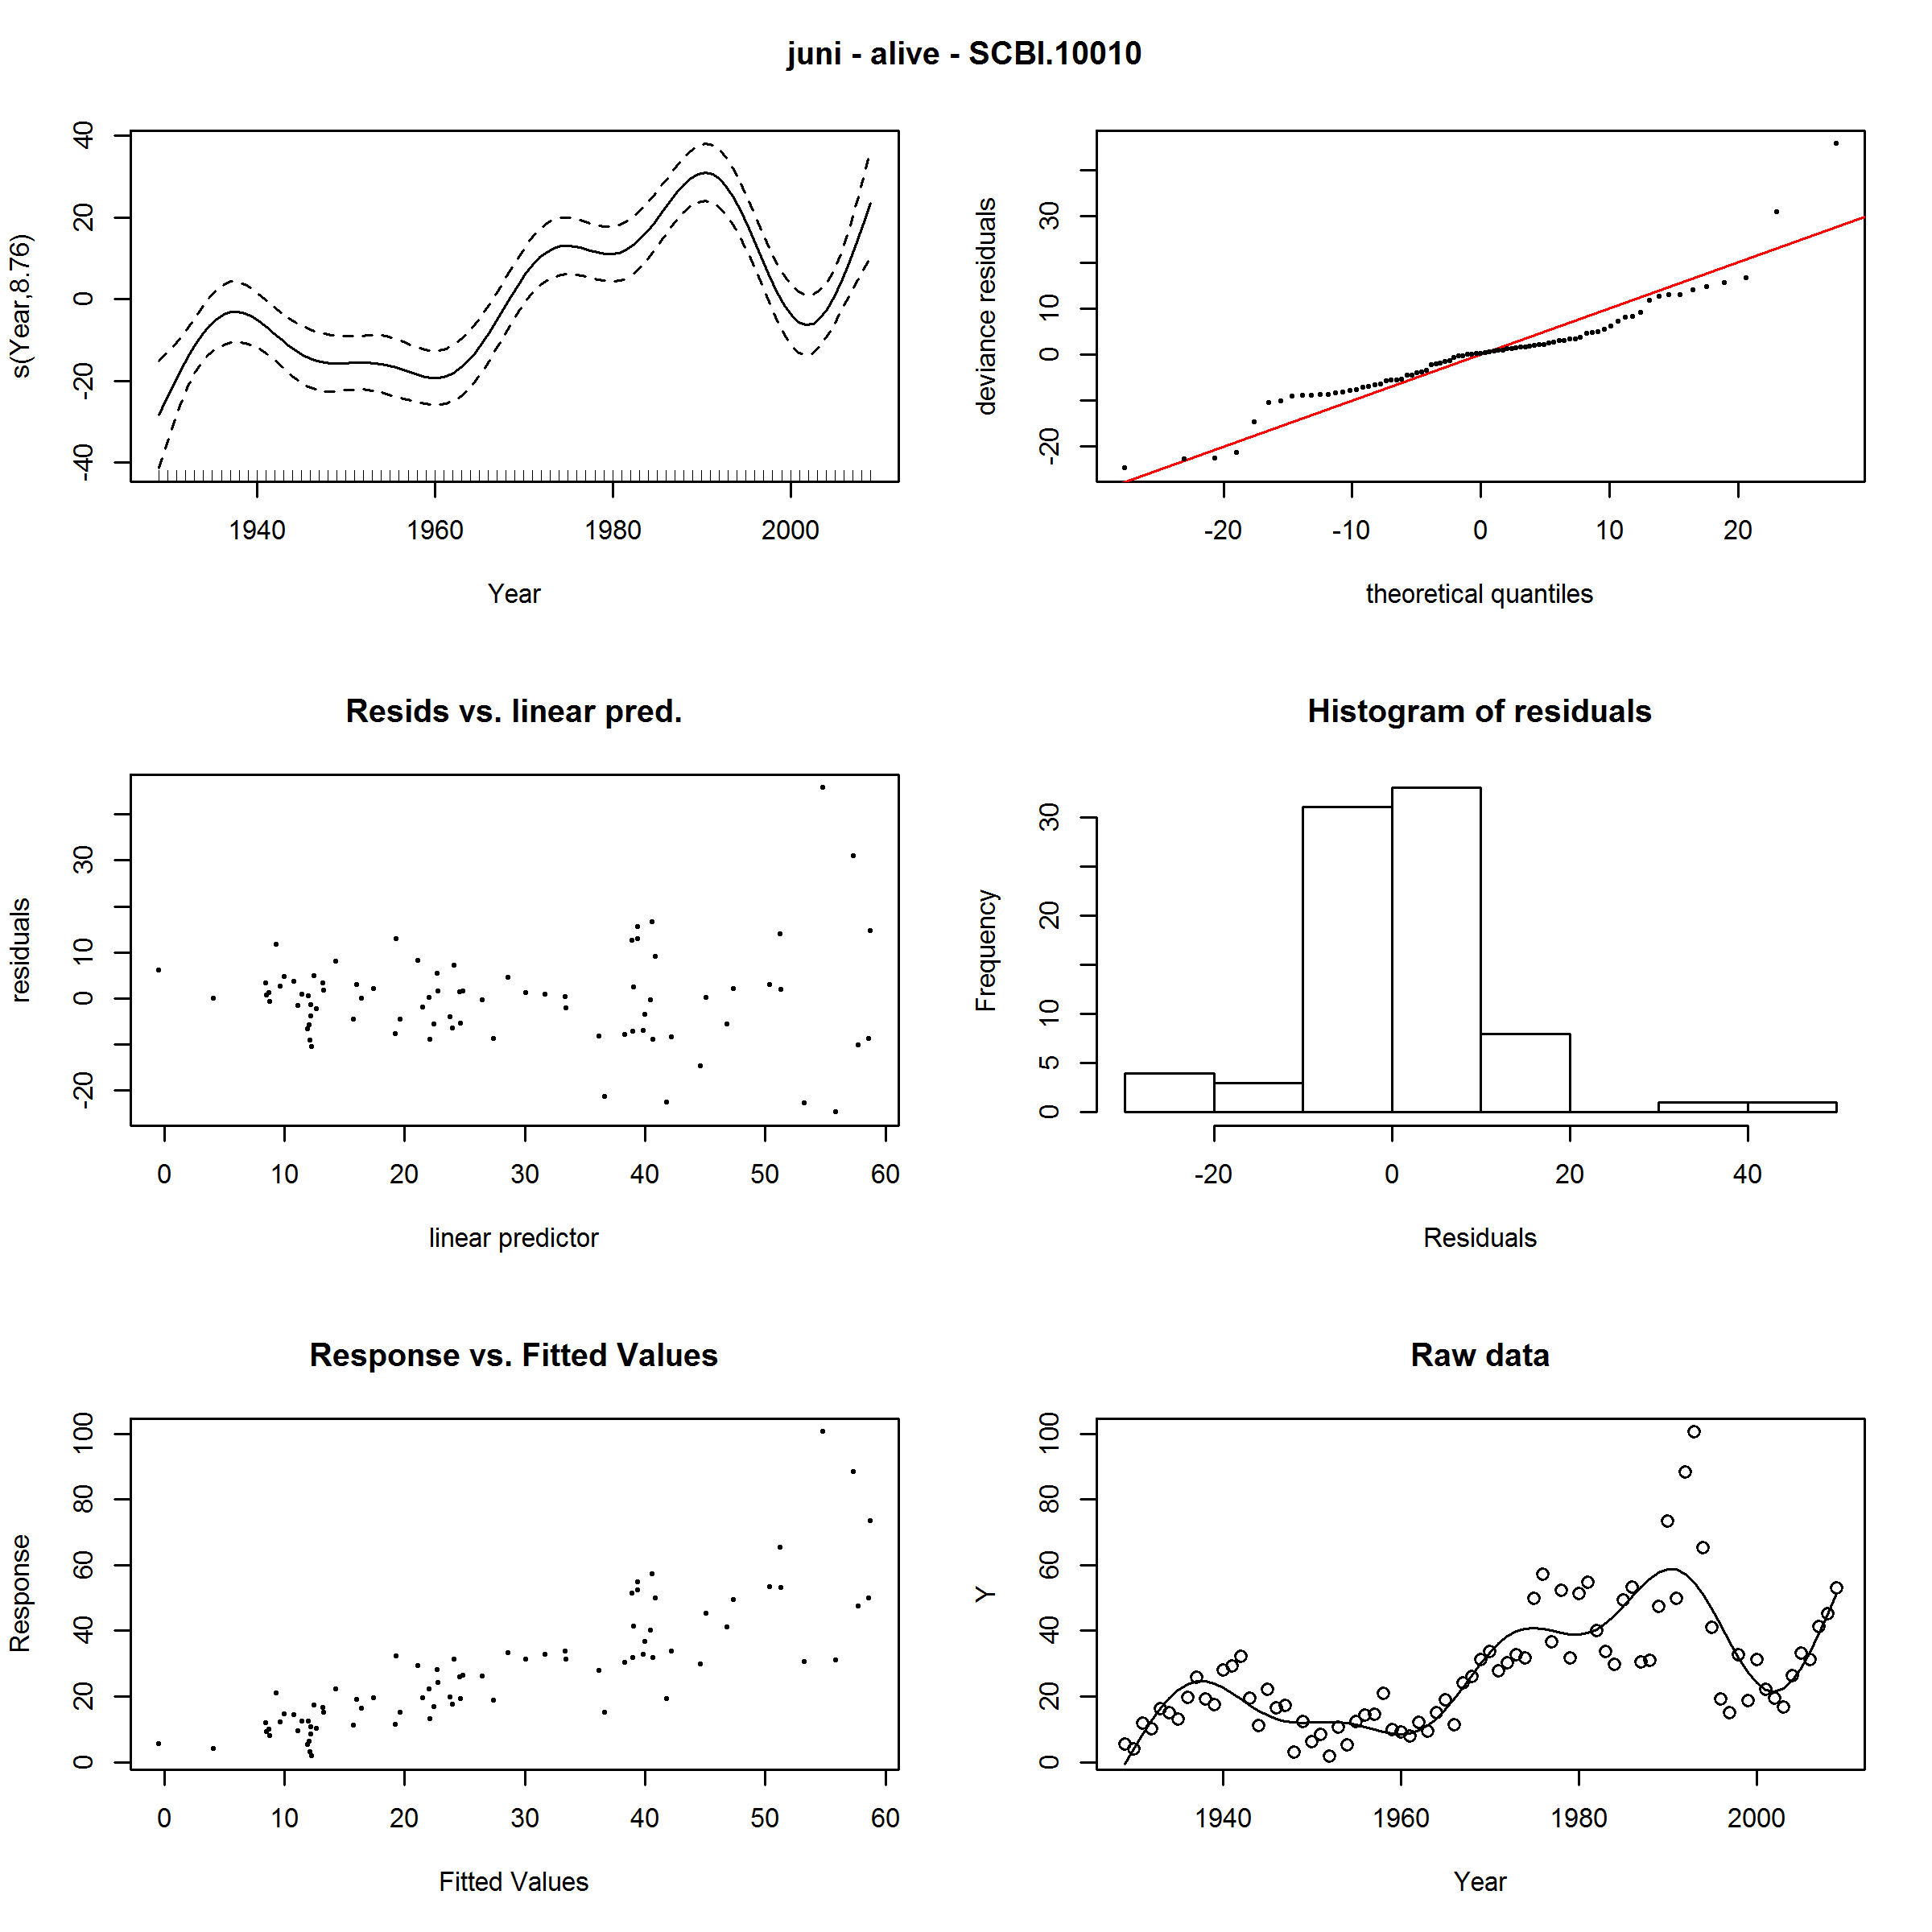 juni - alive - SCBI.10010
s(Year,8.76)
-40 -20 0 20 40
1940 1960 1980 2000
Year
deviance residuals
-20 0 10 30
-20 -10 0 10 20
theoretical quantiles
Resids vs. linear pred.
residuals
-20 0 10 30
0 10 20 30 40 50 60
linear predictor
Histogram of residuals
Frequency
0 5 10 20 30
-20 0 20 40
Residuals
Response vs. Fitted Values
Response
0 20 40 60 80 100
0 10 20 30 40 50 60
Fitted Values
Raw data
Y
0 20 40 60 80 100
1940 1960 1980 2000
Year